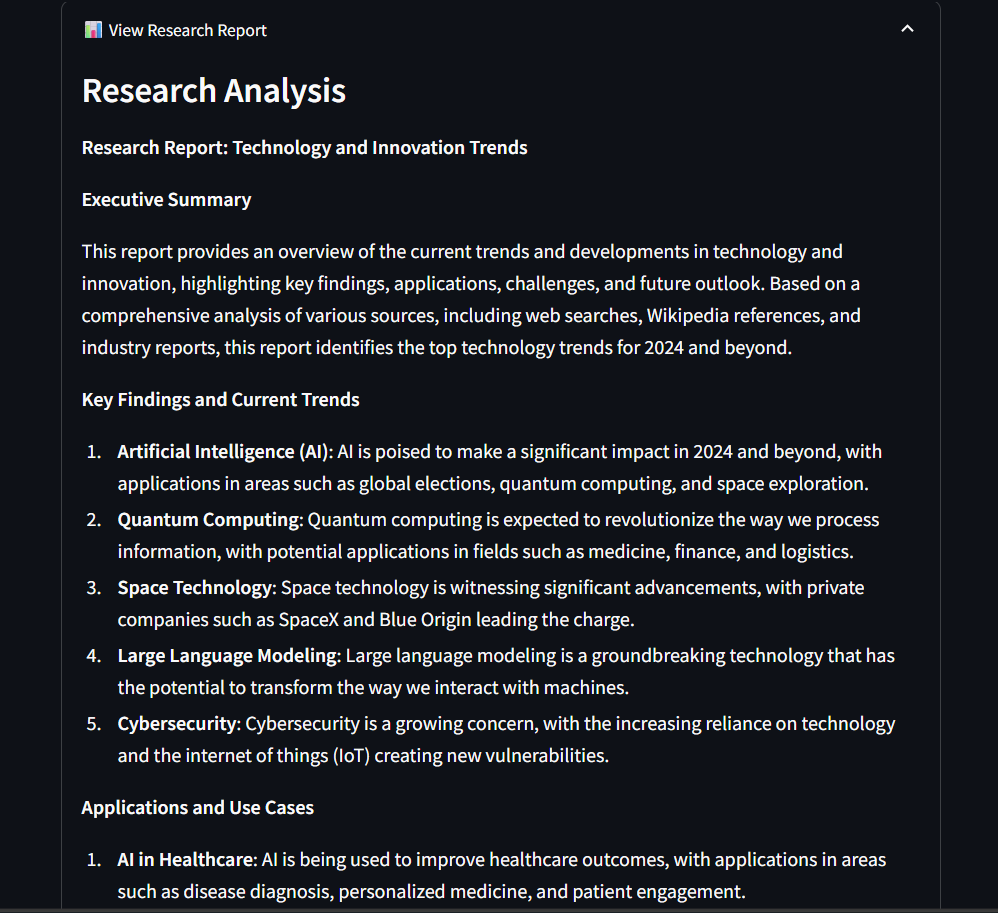 View Research Report
Research Analysis
Research Report: Technology and Innovation Trends
Executive Summary
This report provides an overview of the current trends and developments in technology and
innovation, highlighting key findings, applications, challenges, and future outlook. Based on a
comprehensive analysis of various sources, including web searches, Wikipedia references, and
industry reports, this report identifies the top technology trends for 2024 and beyond.
Key Findings and Current Trends
1. Artificial Intelligence (AI): AI is poised to make a significant impact in 2024 and beyond, with
applications in areas such as global elections, quantum computing, and space exploration.
2. Quantum Computing: Quantum computing is expected to revolutionize the way we process
information, with potential applications in fields such as medicine, finance, and logistics.
3. Space Technology: Space technology is witnessing significant advancements, with private
companies such as SpaceX and Blue Origin leading the charge.
4. Large Language Modeling: Large language modeling is a groundbreaking technology that has
the potential to transform the way we interact with machines.
5. Cybersecurity: Cybersecurity is a growing concern, with the increasing reliance on technology
and the internet of things (IoT) creating new vulnerabilities.
Applications and Use Cases
1. AI in Healthcare: AI is being used to improve healthcare outcomes, with applications in areas
such as disease diagnosis, personalized medicine, and patient engagement.